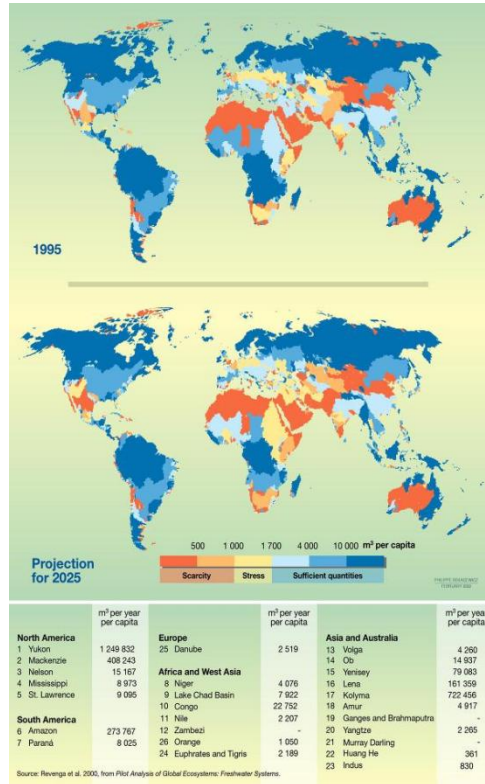 1995
Projection
for 2025
500 1 000 1 700 4 000 10 000 m³ per capita
Scarcity Stress Sufficient quantities
PHILIPPE REKACEWICZ
FEBRUARY 2002
m³ per year
per capita
North America
1 Yukon 1 249 832
2 Mackenzie 408 243
3 Nelson 15 167
4 Mississippi 8 973
5 St. Lawrence 9 095
South America
6 Amazon 273 767
7 Paraná 8 025
m³ per year
per capita
Europe
25 Danube 2 519
Africa and West Asia
8 Niger 4 076
9 Lake Chad Basin 7 922
10 Congo 22 752
11 Nile 2 207
12 Zambezi -
26 Orange 1 050
24 Euphrates and Tigris 2 189
m³ per year
per capita
Asia and Australia
13 Volga 4 260
14 Ob 14 937
15 Yenisey 79 083
16 Lena 161 359
17 Kolyma 722 456
18 Amur 4 917
19 Ganges and Brahmaputra -
20 Yangtze 2 265
21 Murray Darling -
22 Huang He 361
23 Indus 830
Source: Revenga et al. 2000, from Pilot Analysis of Global Ecosystems: Freshwater Systems.